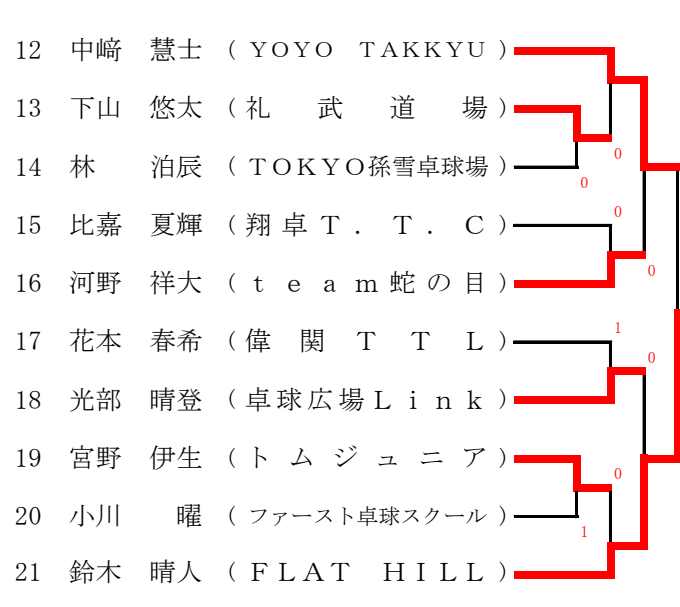 12 中﨑 慧士 ( YOYO TAKKYU )
13 下山 悠太 ( 礼武道場 )
0
14 林 泊辰 ( TOKYO孫雪卓球場 )
0
0
15 比嘉 夏輝 ( 翔卓T.T.C )
16 河野 祥大 ( team蛇の目 )
0
17 花本 春希 ( 偉関TTL )
1
0
18 光部 晴登 ( 卓球広場Link )
19 宮野 伊生 ( トムジュニア )
0
20 小川 曜 ( ファースト卓球スクール )
1
21 鈴木 晴人 ( FLAT HILL )